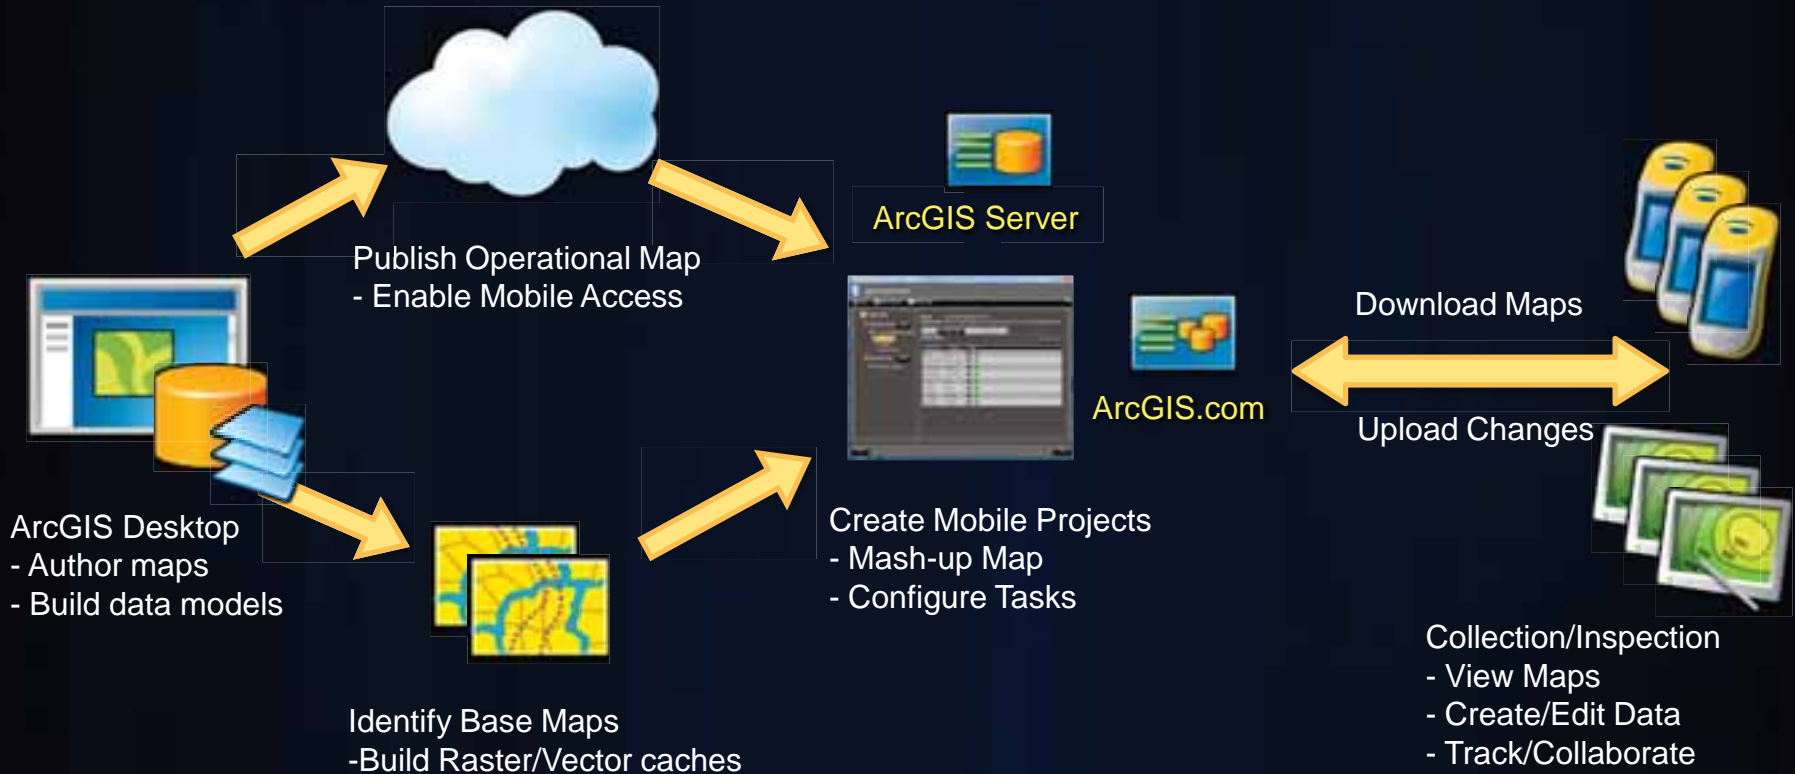 ArcGIS Server
Publish Operational Map
- Enable Mobile Access
Download Maps
ArcGIS.com
Upload Changes
ArcGIS Desktop
- Author maps
- Build data models
Create Mobile Projects
- Mash-up Map
- Configure Tasks
Identify Base Maps
-Build Raster/Vector caches
Collection/Inspection
- View Maps
- Create/Edit Data
- Track/Collaborate